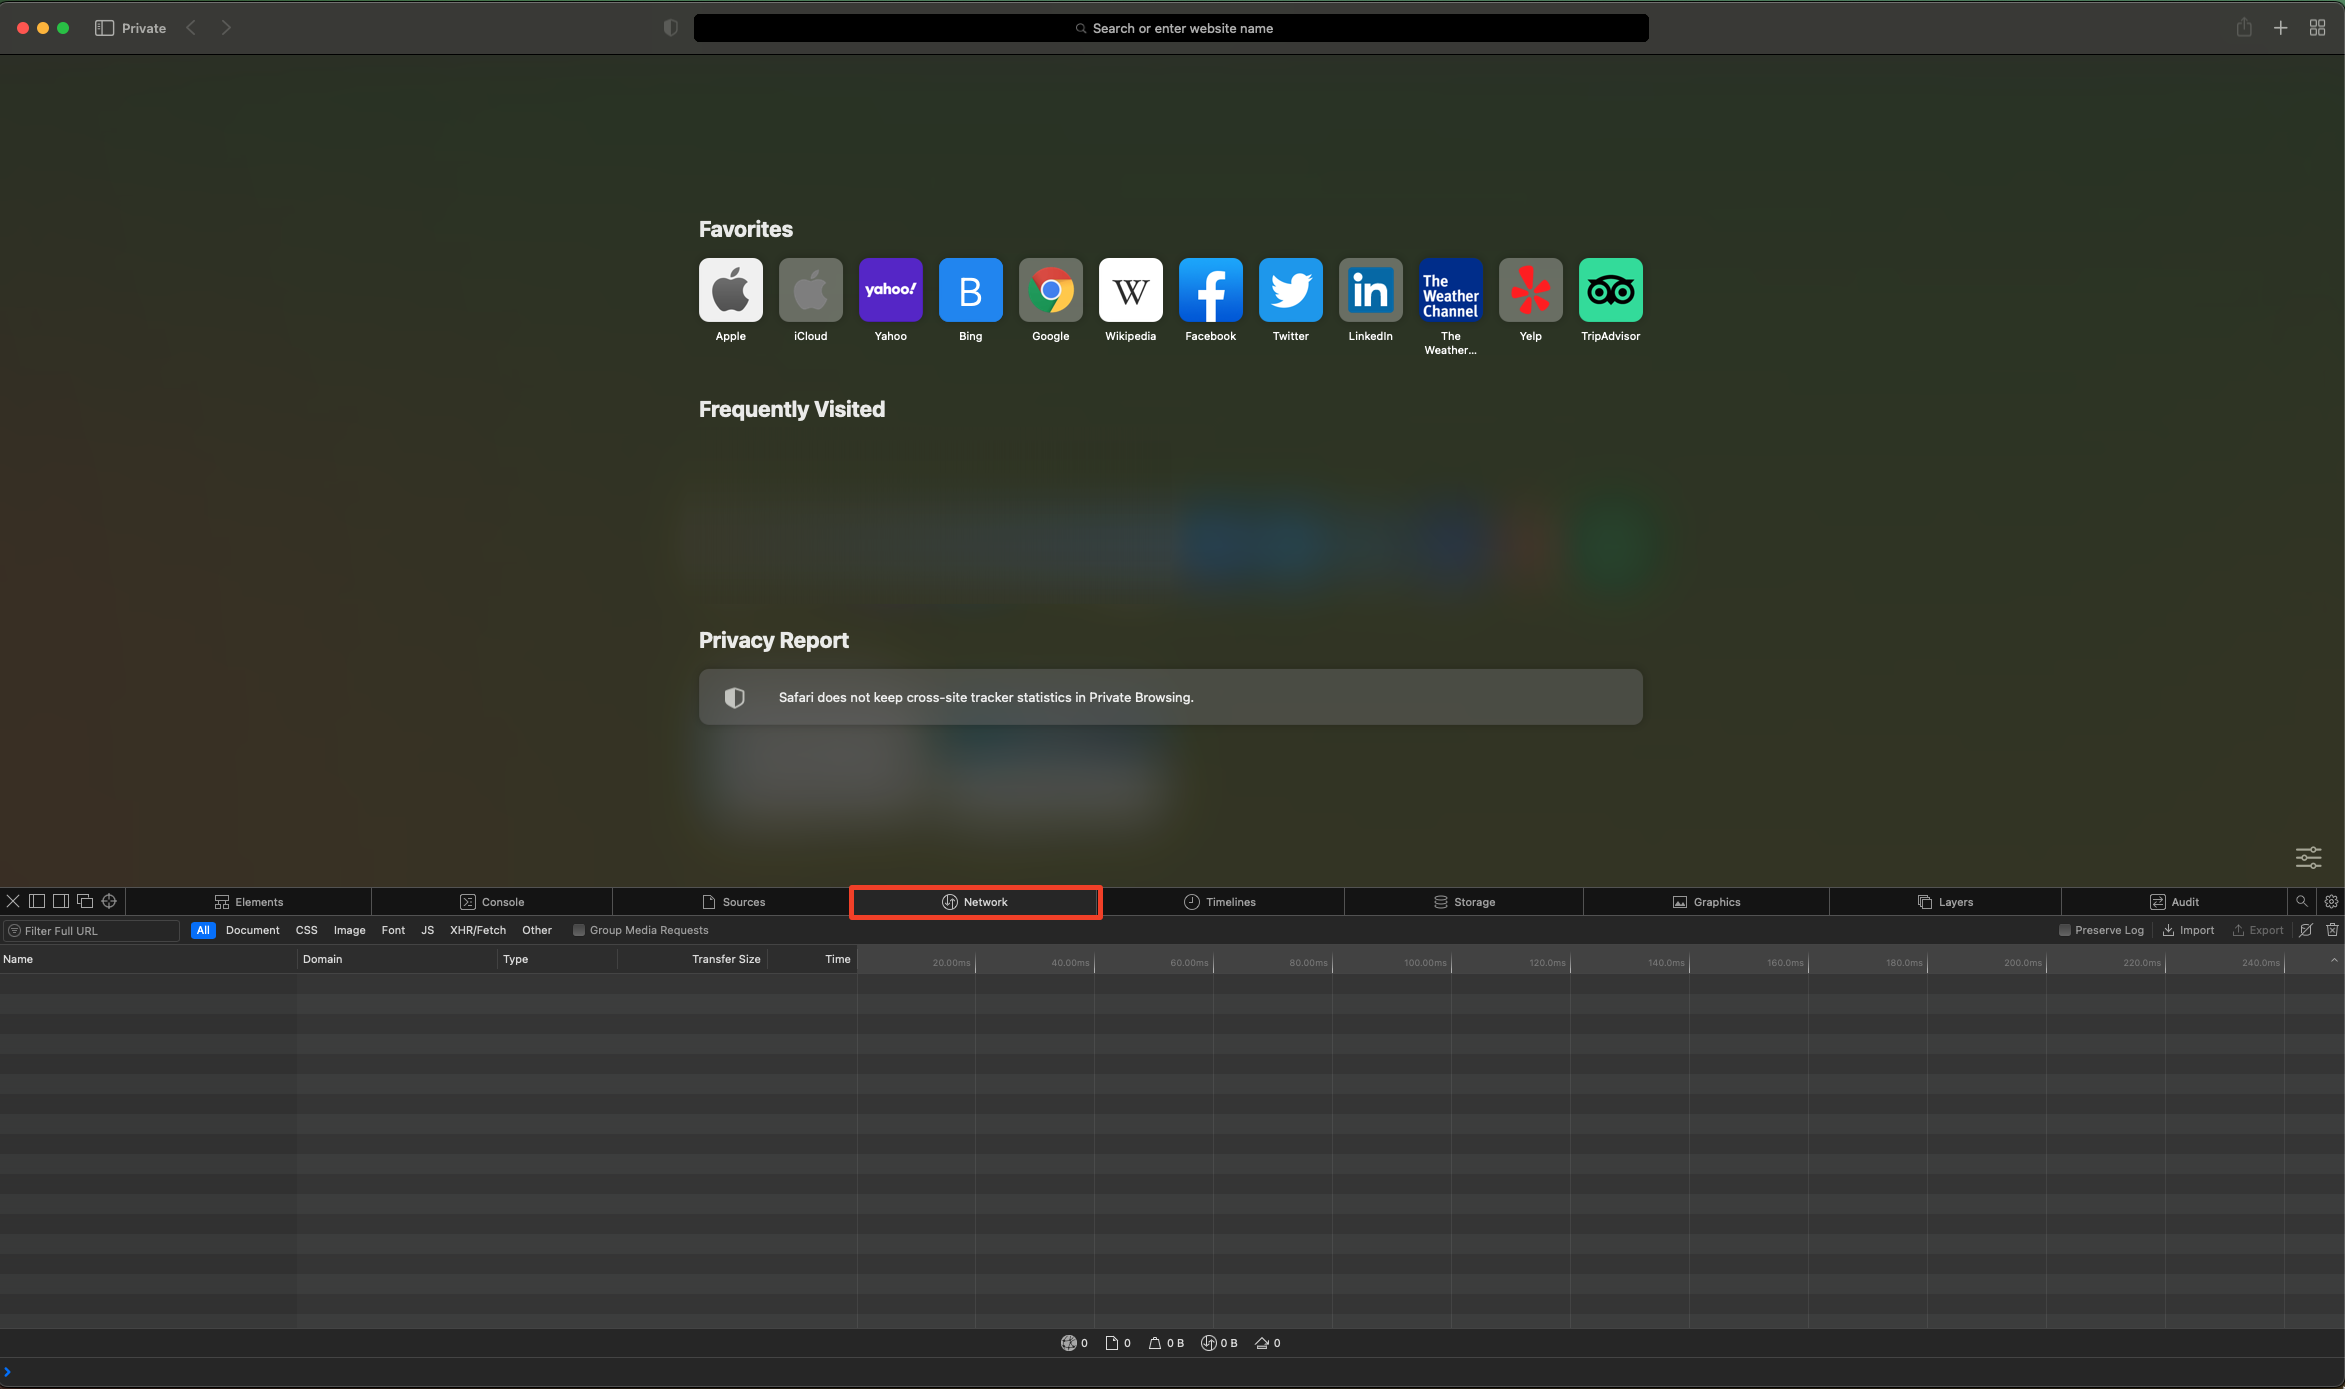 Private
Search or enter website name
Favorites
yahoo!
B
W
f
in
The
Weather
Channel
Apple
iCloud
Yahoo
Bing
Google
Wikipedia
Facebook
Twitter
LinkedIn
The
Weather...
Yelp
TripAdvisor
Frequently Visited
Privacy Report
Safari does not keep cross-site tracker statistics in Private Browsing.
Elements
Console
Sources
Network
Timelines
Storage
Graphics
Layers
Audit
Filter Full URL
All
Document
CSS
Image
Font
JS
XHR/Fetch
Other
Group Media Requests
Preserve Log
Import
Export
Name
Domain
Type
Transfer Size
Time
20.00ms
40.00ms
60.00ms
80.00ms
100.00ms
120.0ms
140.0ms
160.0ms
180.0ms
200.0ms
220.0ms
240.0ms
0
0
0 B
0 B
0